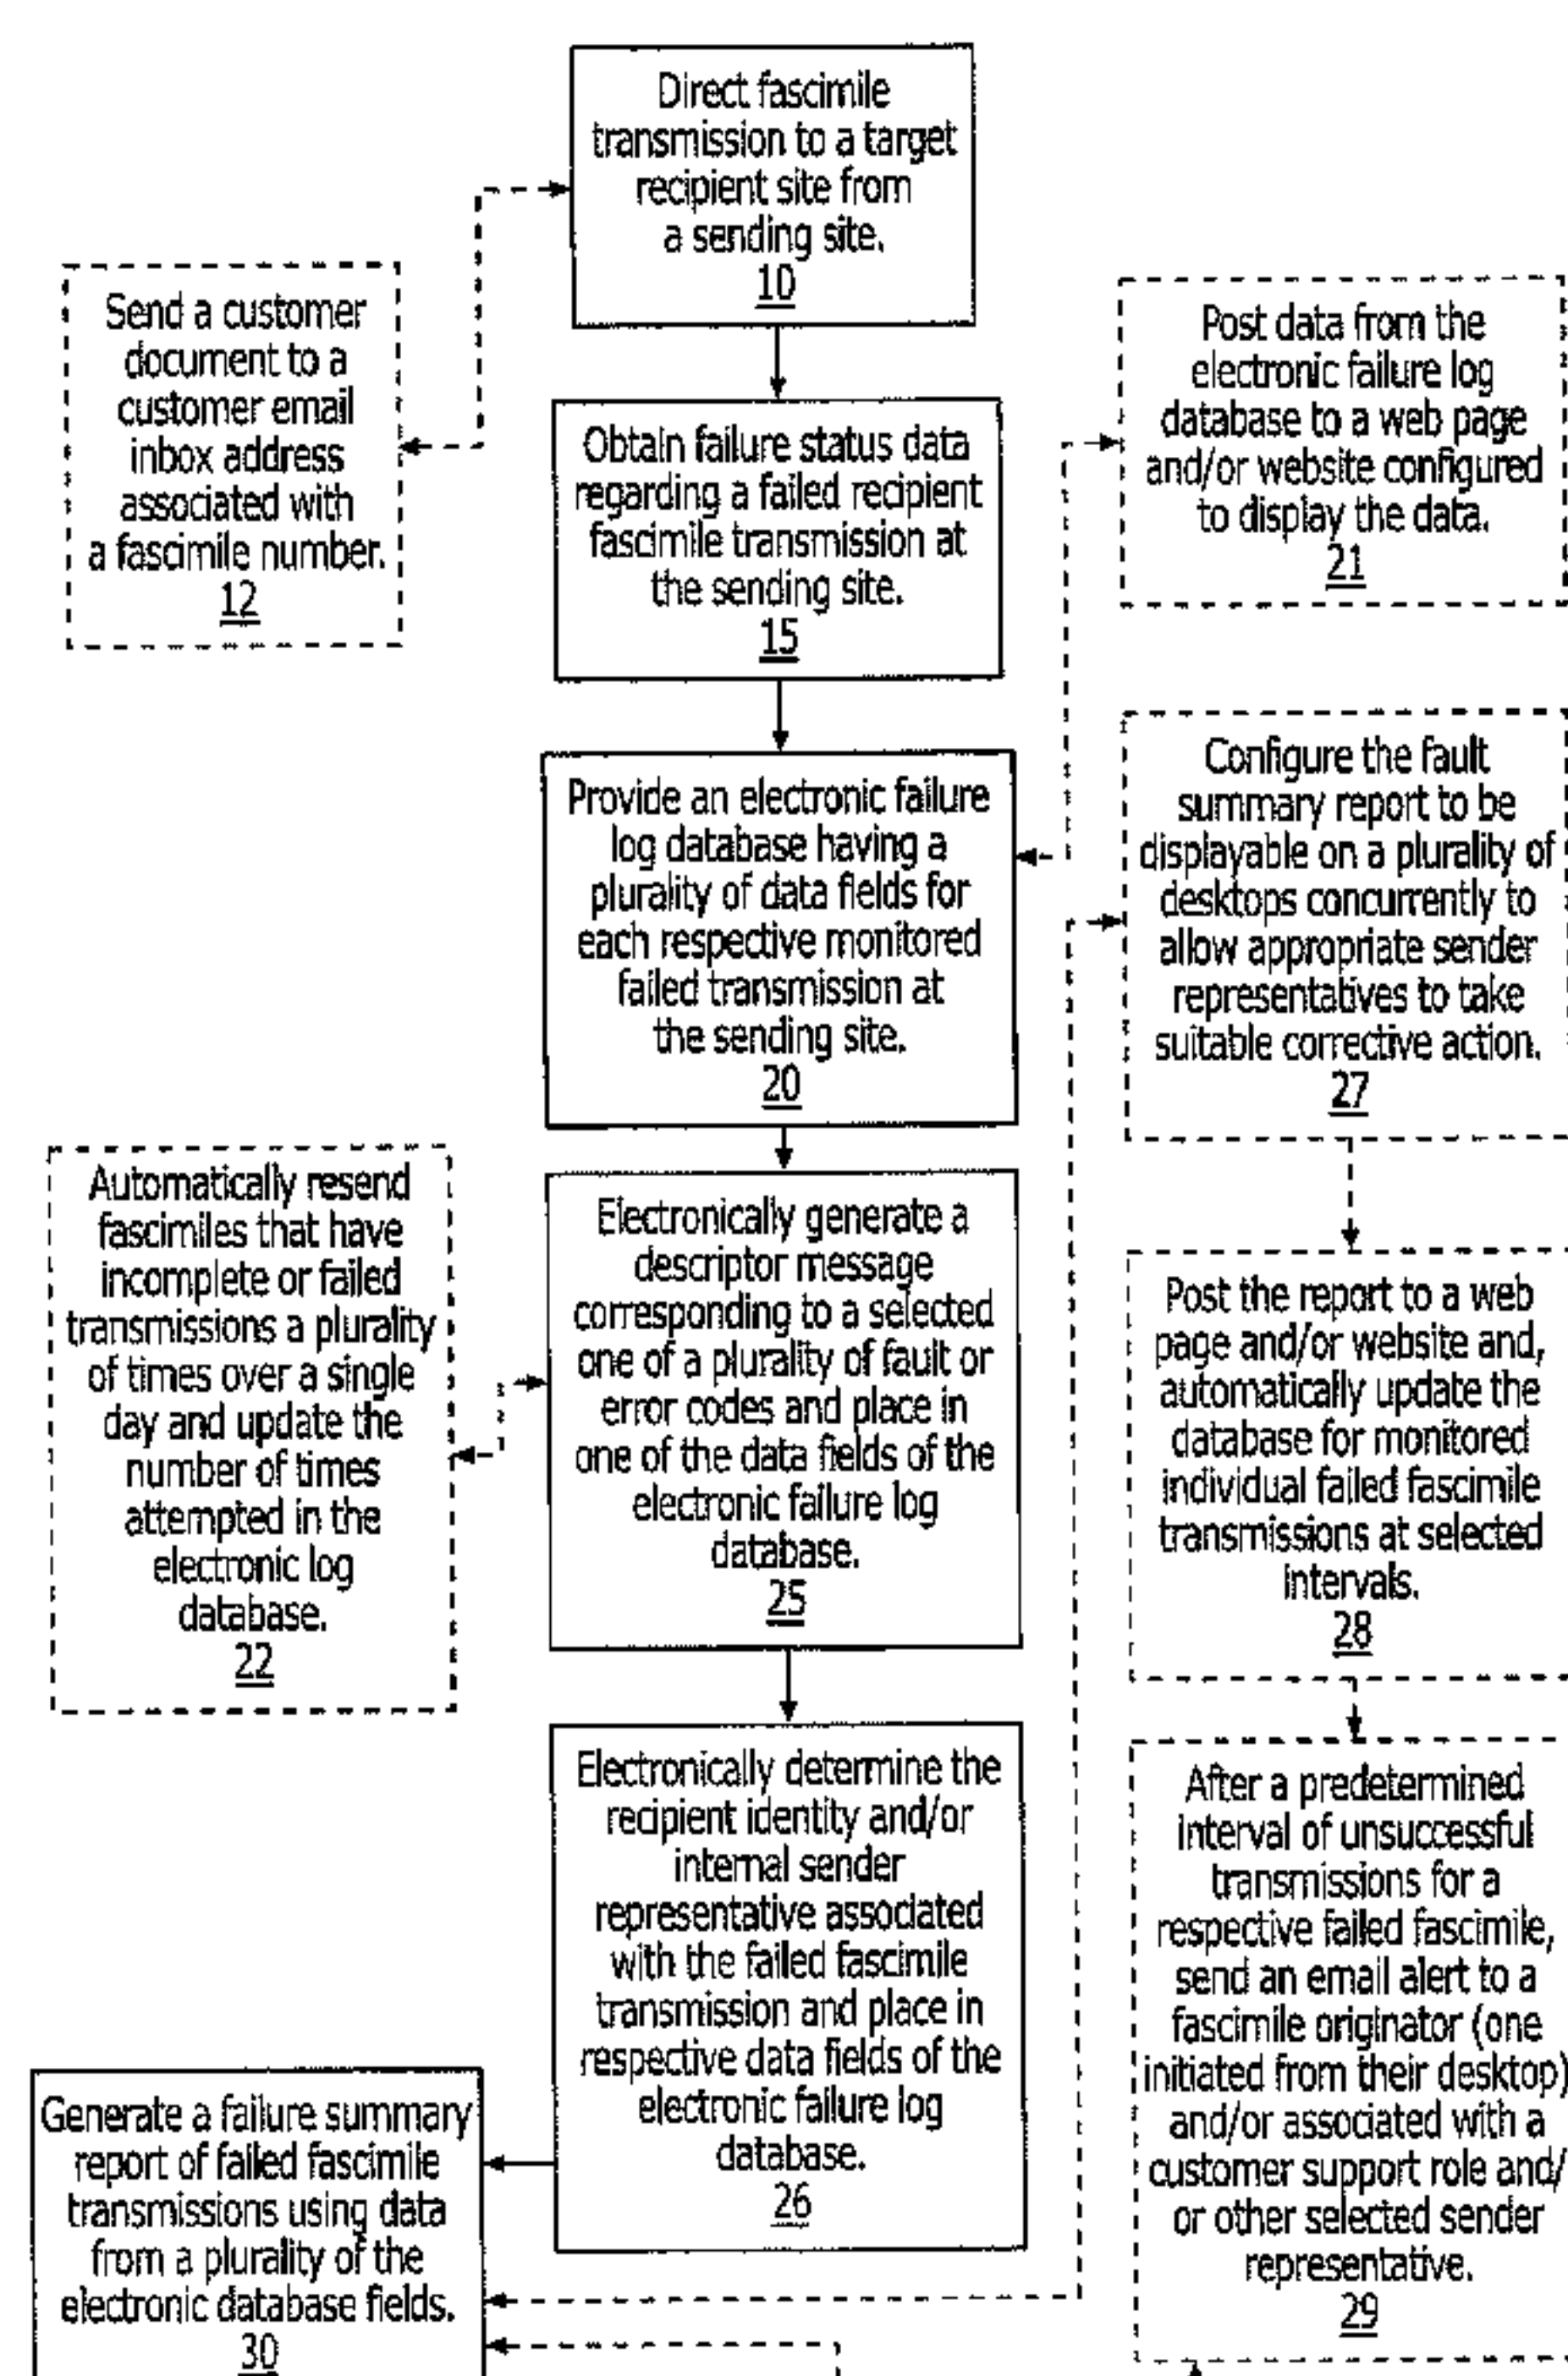 Direct fascimile
transmission to a target
recipient site from
a sending site.
10
Send a customer
document to a
customer email
inbox address
associated with
a fascimile number.
12
Obtain failure status data
regarding a failed recipient
fascimile transmission at
the sending site.
15
Post data from the
electronic failure log
database to a web page
and/or website configured
to display the data.
21
Provide an electronic failure
log database having a
plurality of data fields for
each respective monitored
failed transmission at
the sending site.
20
Configure the fault
summary report to be
displayable on a plurality of
desktops concurrently to
allow appropriate sender
representatives to take
suitable corrective action.
27
Automatically resend
fascimiles that have
incomplete or failed
transmissions a plurality
of times over a single
day and update the
number of times
attempted in the
electronic log
database.
22
Electronically generate a
descriptor message
corresponding to a selected
one of a plurality of fault or
error codes and place in
one of the data fields of the
electronic failure log
database.
25
Post the report to a web
page and/or website and,
automatically update the
database for monitored
individual failed fascimile
transmissions at selected
intervals.
28
Electronically determine the
recipient identity and/or
internal sender
representative associated
with the failed fascimile
transmission and place in
respective data fields of the
electronic failure log
database.
26
After a predetermined
interval of unsuccessful
transmissions for a
respective failed fascimile,
send an email alert to a
fascimile originator (one
initiated from their desktop)
and/or associated with a
customer support role and/
or other selected sender
representative.
29
Generate a failure summary
report of failed fascimile
transmissions using data
from a plurality of the
electronic database fields.
30